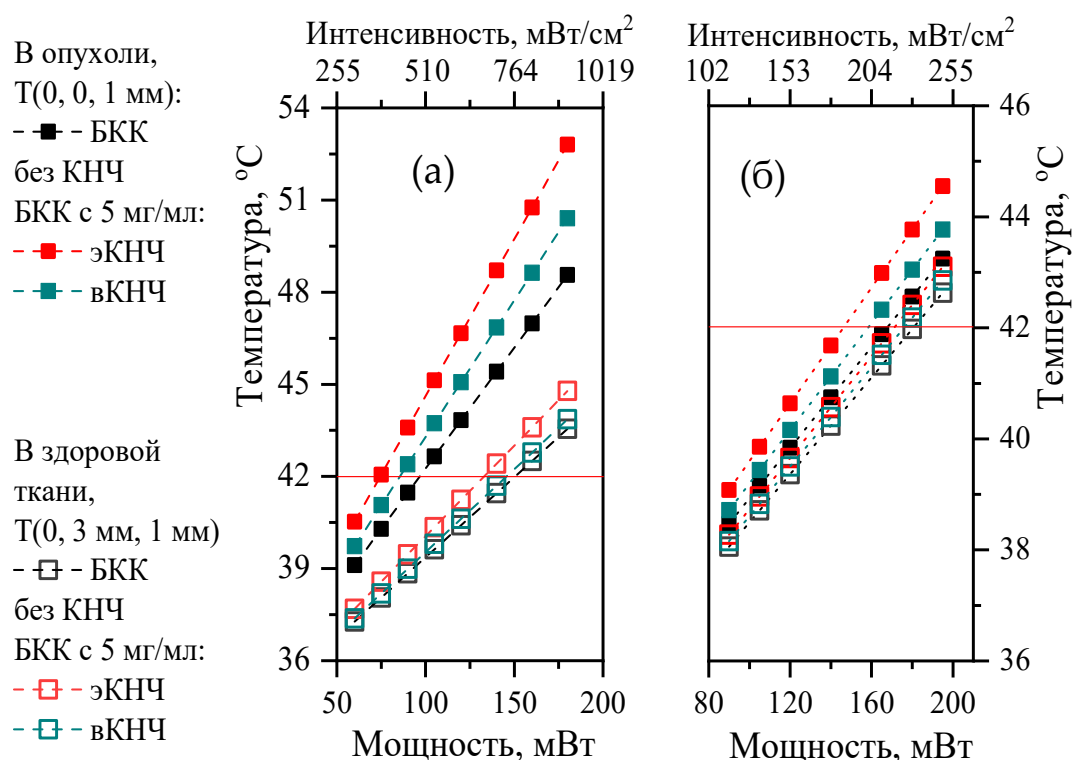 В опухоли,
T(0, 0, 1 мм):
БКК
без КНЧ
БКК с 5 мг/мл:
эКНЧ
вКНЧ
В здоровой
ткани,
T(0, 3 мм, 1 мм)
БКК
без КНЧ
БКК с 5 мг/мл:
эКНЧ
вКНЧ
Интенсивность, мВт/см²
255 510 764 1019
54
51
48
45
42
39
36
Температура, °C
(а)
50 100 150 200
Мощность, мВт
Интенсивность, мВт/см²
102 153 204 255
(б)
46
44
42
40
38
36
Температура, °C
80 120 160 200
Мощность, мВт